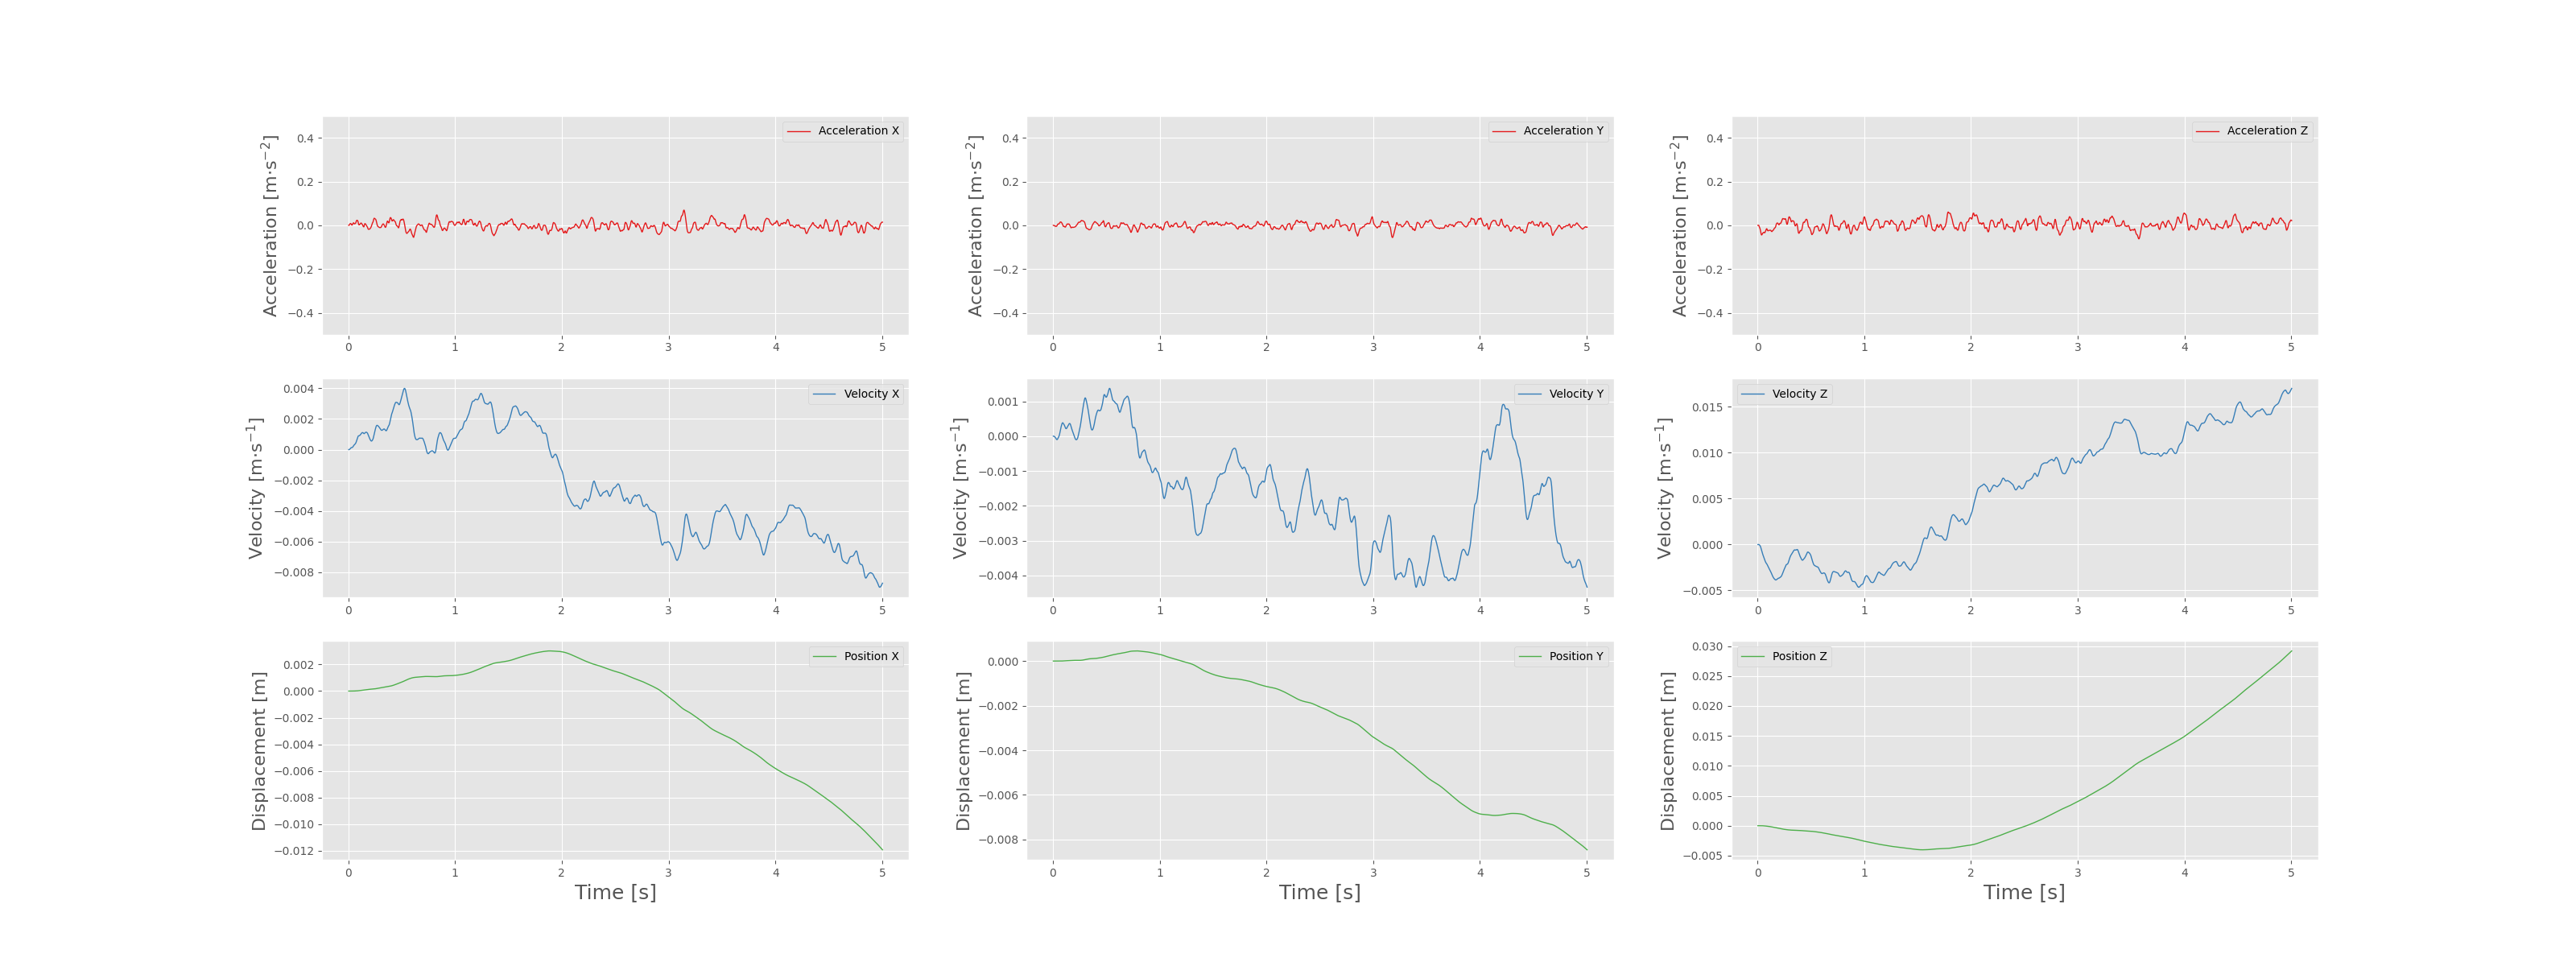 Acceleration [m·s⁻²]
0.4
0.2
0.0
−0.2
−0.4
0 1 2 3 4 5
Acceleration X
Acceleration [m·s⁻²]
0.4
0.2
0.0
−0.2
−0.4
0 1 2 3 4 5
Acceleration Y
Acceleration [m·s⁻²]
0.4
0.2
0.0
−0.2
−0.4
0 1 2 3 4 5
Acceleration Z
Velocity [m·s⁻¹]
0.004
0.002
0.000
−0.002
−0.004
−0.006
−0.008
0 1 2 3 4 5
Velocity X
Velocity [m·s⁻¹]
0.001
0.000
−0.001
−0.002
−0.003
−0.004
0 1 2 3 4 5
Velocity Y
Velocity [m·s⁻¹]
0.015
0.010
0.005
0.000
−0.005
0 1 2 3 4 5
Velocity Z
Displacement [m]
0.002
0.000
−0.002
−0.004
−0.006
−0.008
−0.010
−0.012
0 1 2 3 4 5
Position X
Time [s]
Displacement [m]
0.000
−0.002
−0.004
−0.006
−0.008
0 1 2 3 4 5
Position Y
Time [s]
Displacement [m]
0.030
0.025
0.020
0.015
0.010
0.005
0.000
−0.005
0 1 2 3 4 5
Position Z
Time [s]